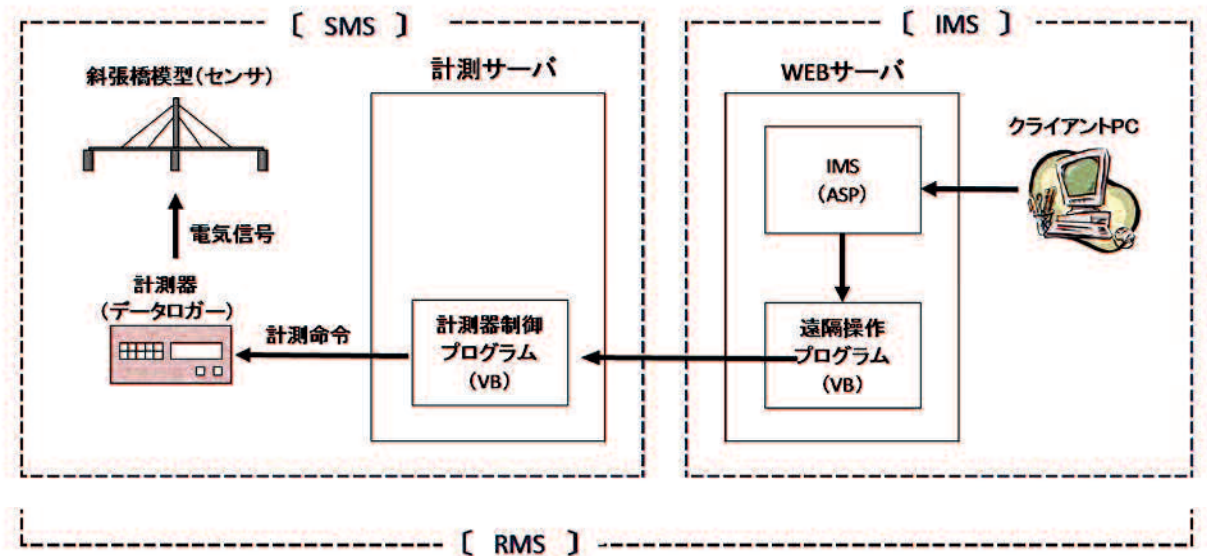 〔 SMS 〕
〔 IMS 〕
斜張橋模型(センサ)
計測サーバ
WEBサーバ
クライアントPC
IMS
(ASP)
電気信号
計測器
(データロガー)
計測命令
計測器制御
プログラム
(VB)
遠隔操作
プログラム
(VB)
〔 RMS 〕